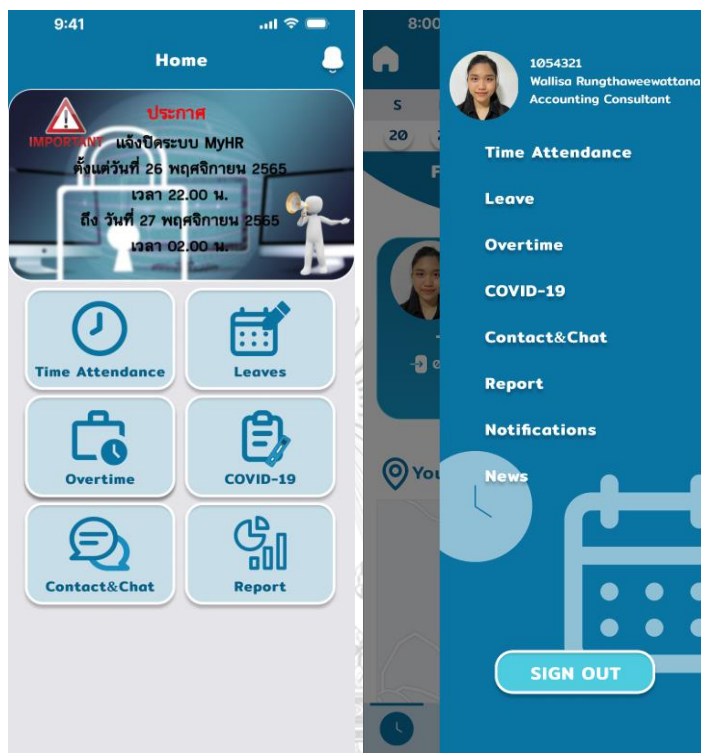 9:41
Home
ประกาศ
IMPORTANT
แจ้งปิดระบบ MyHR
ตั้งแต่วันที่ 26 พฤศจิกายน 2565
เวลา 22.00 น.
ถึง วันที่ 27 พฤศจิกายน 2565
เวลา 02.00 น.
Time Attendance
Leaves
Overtime
COVID-19
Contact&Chat
Report
8:00
S
20
F
You
1054321
Wallisa Rungthaweewattana
Accounting Consultant
Time Attendance
Leave
Overtime
COVID-19
Contact&Chat
Report
Notifications
News
SIGN OUT